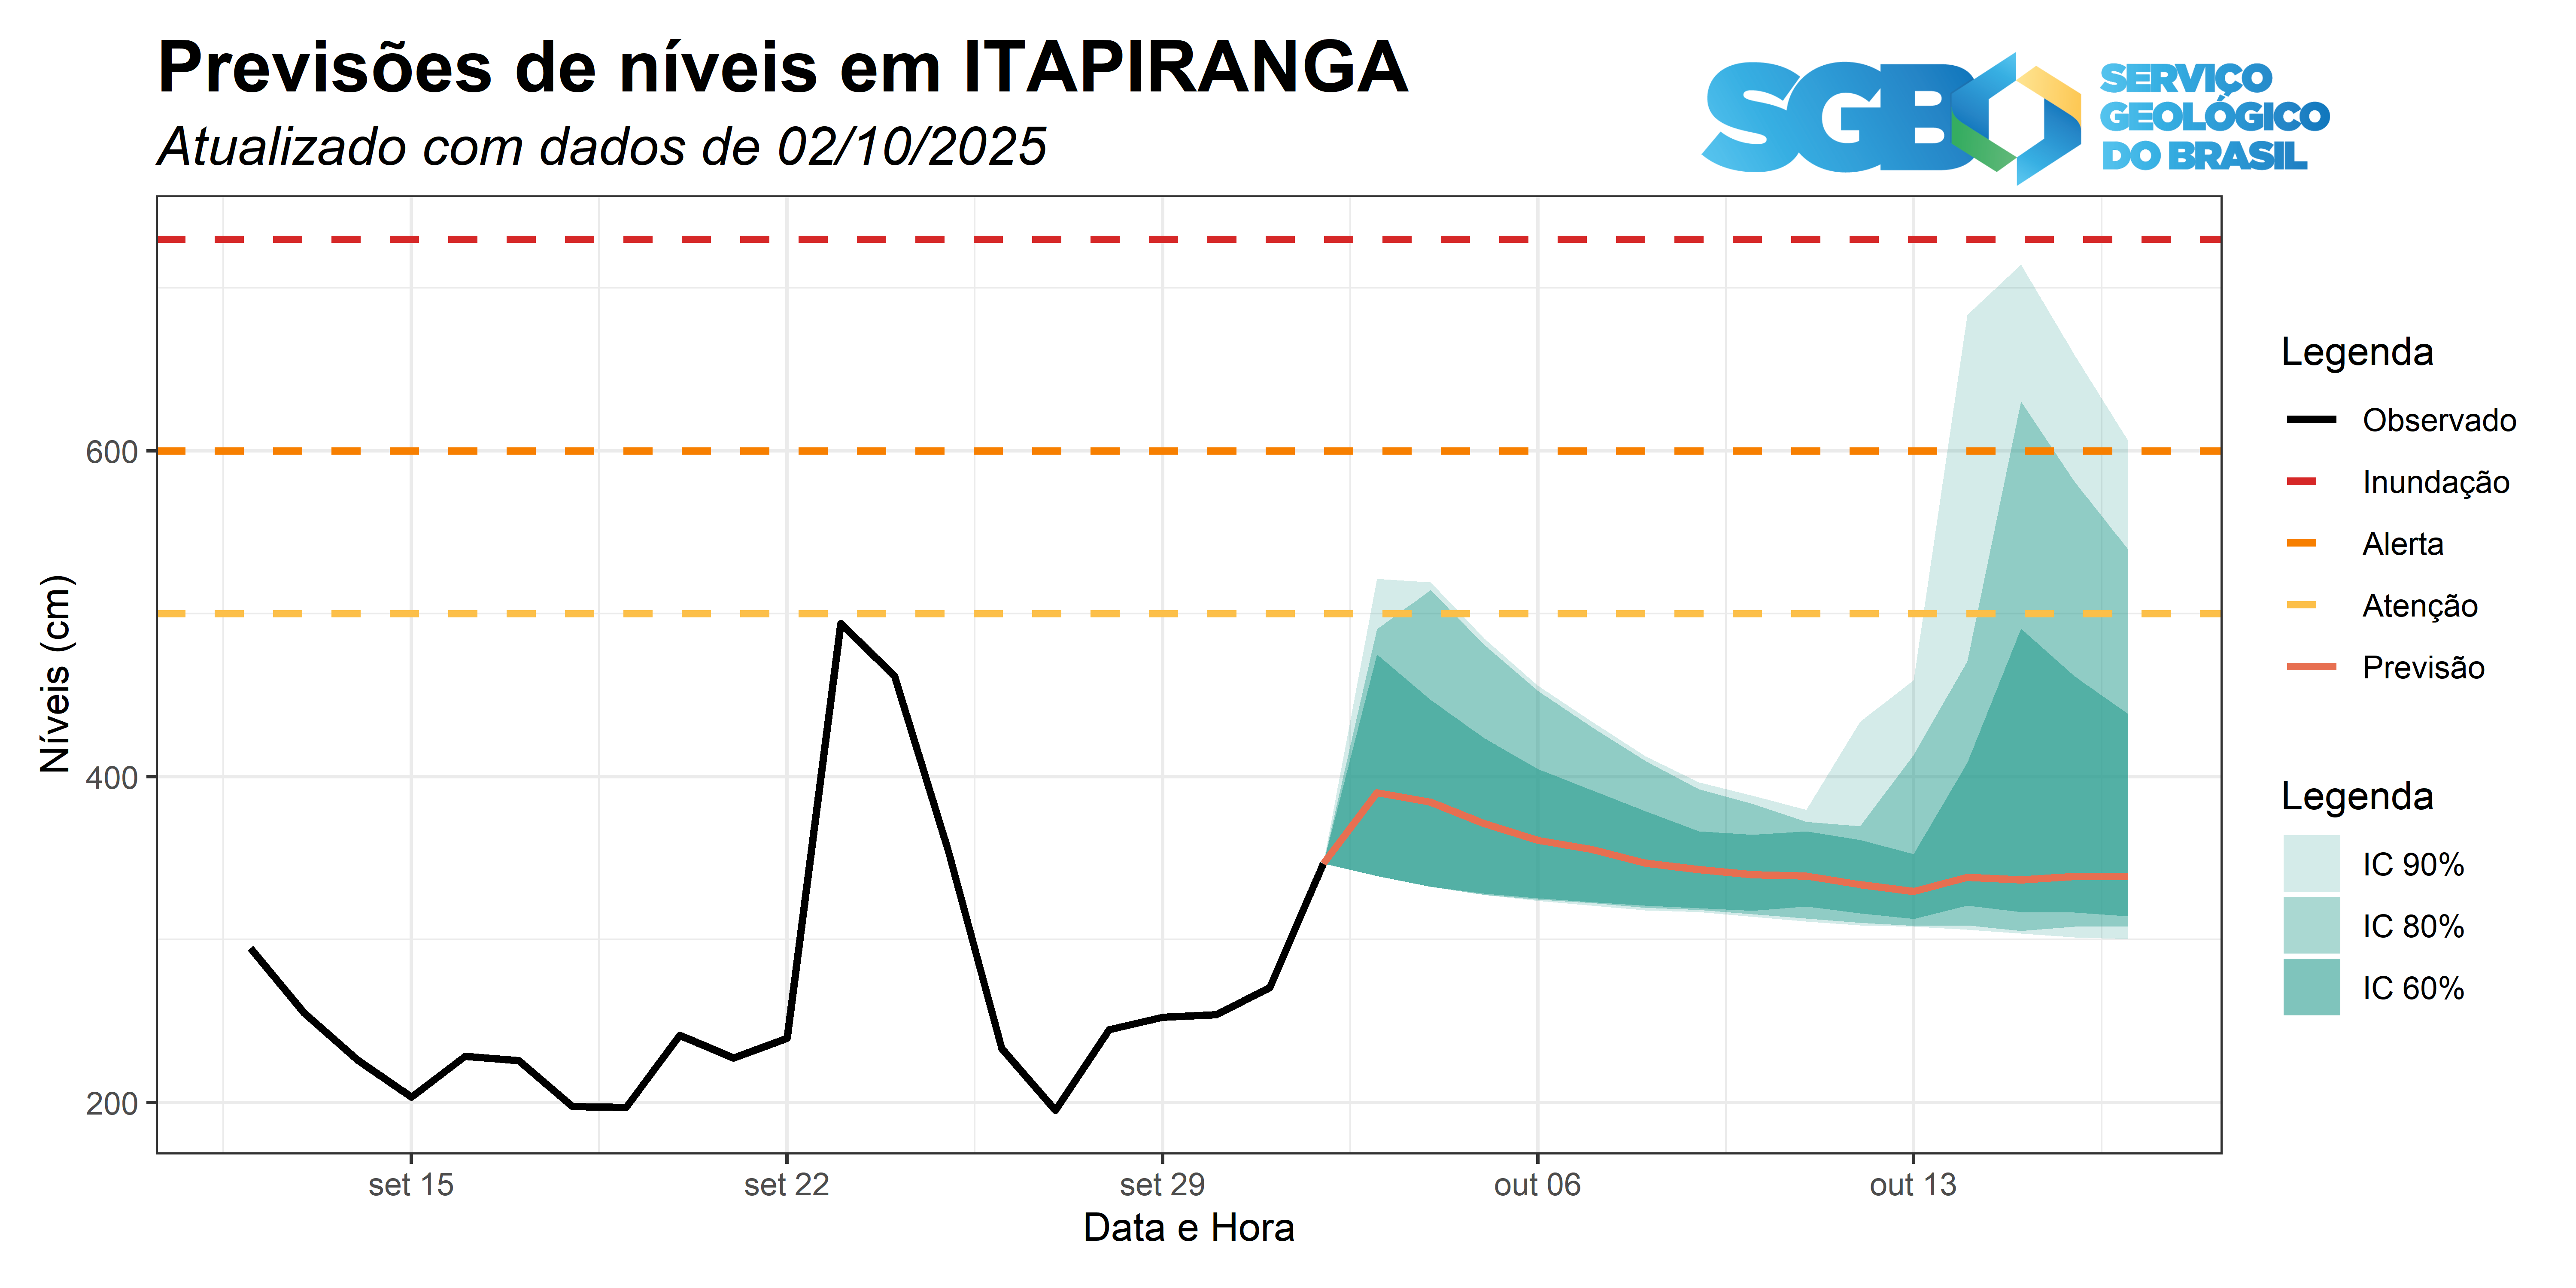 Previsões de níveis em ITAPIRANGA
Atualizado com dados de 02/10/2025
SGB
SERVIÇO
GEOLÓGICO
DO BRASIL
Níveis (cm)
600
400
200
set 15
set 22
set 29
out 06
out 13
Data e Hora
Legenda
Observado
Inundação
Alerta
Atenção
Previsão
Legenda
IC 90%
IC 80%
IC 60%